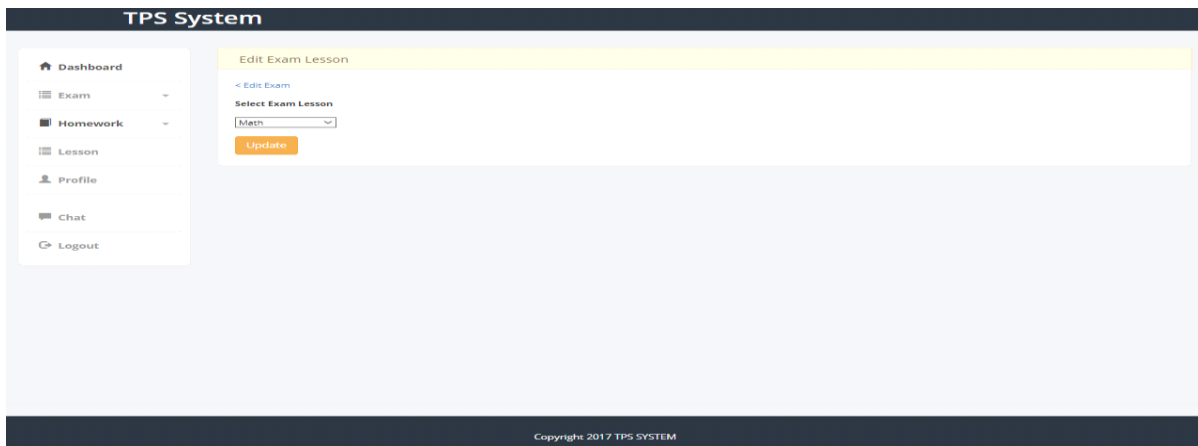 TPS System
Dashboard
Exam
Homework
Lesson
Profile
Chat
Logout
Edit Exam Lesson
< Edit Exam
Select Exam Lesson
Math
Update
Copyright 2017 TPS SYSTEM